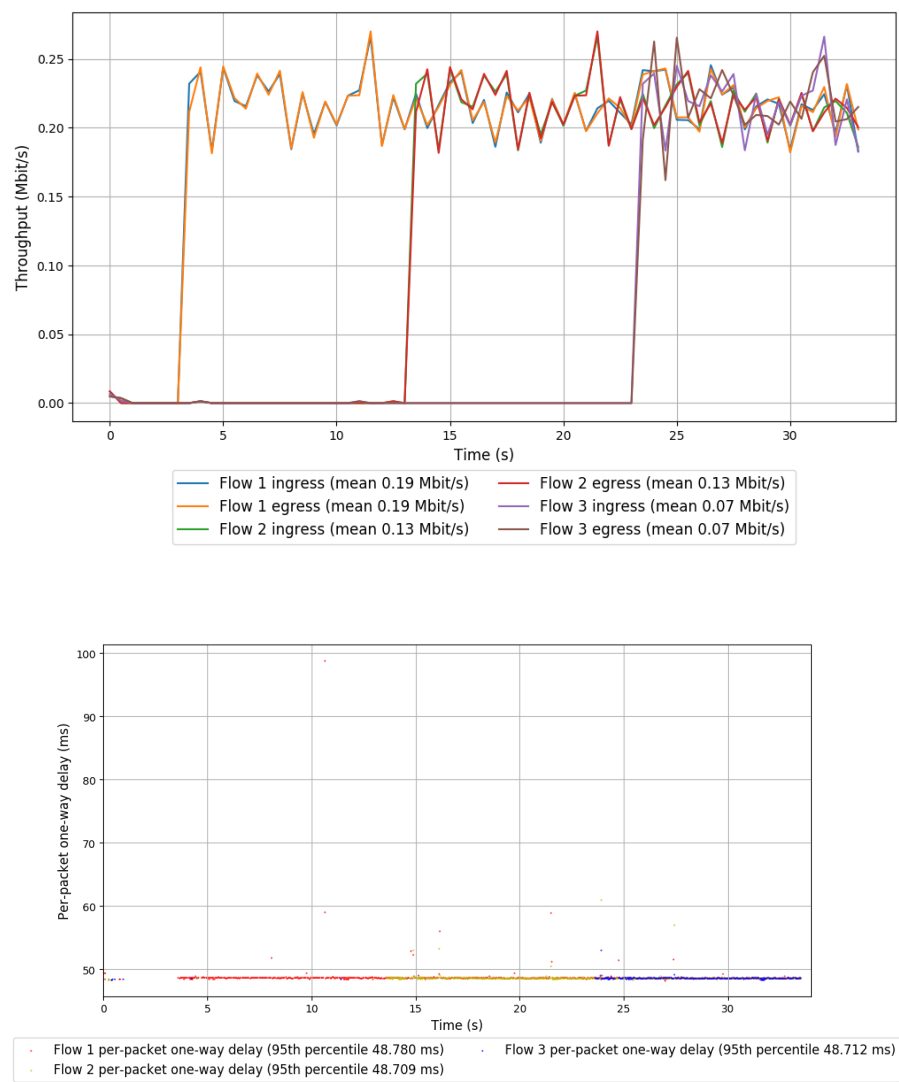 0.25
0.20
0.15
0.10
0.05
0.00
Throughput (Mbit/s)
0 5 10 15 20 25 30
Time (s)
Flow 1 ingress (mean 0.19 Mbit/s)
Flow 1 egress (mean 0.19 Mbit/s)
Flow 2 ingress (mean 0.13 Mbit/s)
Flow 2 egress (mean 0.13 Mbit/s)
Flow 3 ingress (mean 0.07 Mbit/s)
Flow 3 egress (mean 0.07 Mbit/s)
100
90
80
70
60
50
Per-packet one-way delay (ms)
0 5 10 15 20 25 30
Time (s)
Flow 1 per-packet one-way delay (95th percentile 48.780 ms)
Flow 2 per-packet one-way delay (95th percentile 48.709 ms)
Flow 3 per-packet one-way delay (95th percentile 48.712 ms)